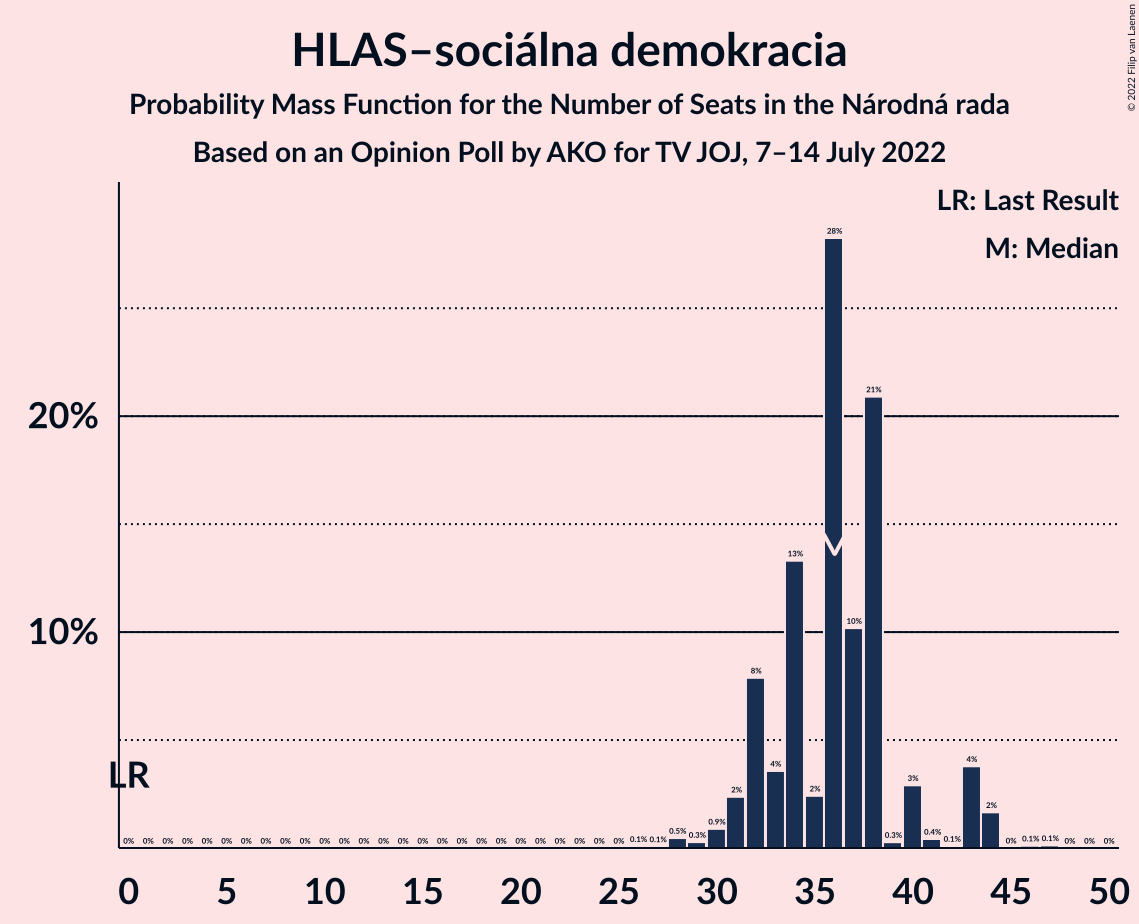 © 2022 Filip van Laenen
HLAS–sociálna demokracia
Probability Mass Function for the Number of Seats in the Národná rada
Based on an Opinion Poll by AKO for TV JOJ, 7–14 July 2022
LR: Last Result
M: Median
28%
21%
20%
13%
10%
10%
8%
4% 4%
LR
2% 2% 3% 2%
0% 0% 0% 0% 0% 0% 0% 0% 0% 0% 0% 0% 0% 0% 0% 0% 0% 0% 0% 0% 0% 0% 0% 0% 0% 0% 0.1% 0.1% 0.5% 0.3% 0.9% 0.3% 0.4% 0.1% 0% 0.1% 0.1% 0% 0% 0%
0 5 10 15 20 25 30 35 40 45 50